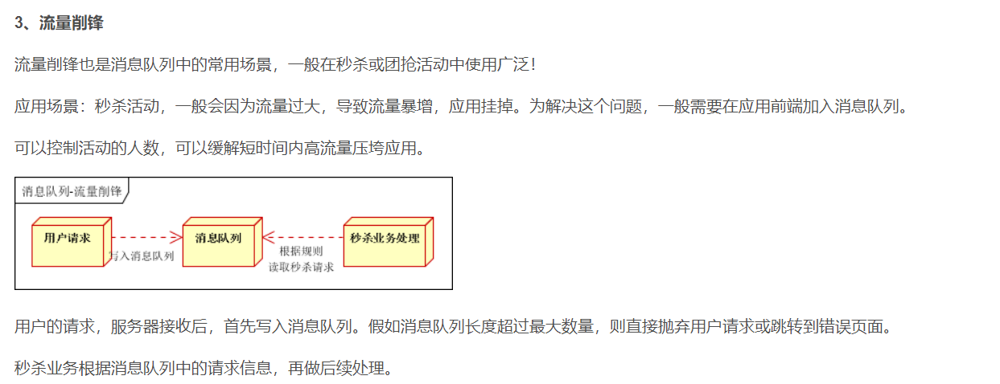 3、流量削锋
流量削锋也是消息队列中的常用场景，一般在秒杀或团抢活动中使用广泛！
应用场景：秒杀活动，一般会因为流量过大，导致流量暴增，应用挂掉。为解决这个问题，一般需要在应用前端加入消息队列。
可以控制活动的人数，可以缓解短时间内高流量压垮应用。
消息队列-流量削锋
用户请求
消息队列
秒杀业务处理
写入消息队列
根据规则
读取秒杀请求
用户的请求，服务器接收后，首先写入消息队列。假如消息队列长度超过最大数量，则直接抛弃用户请求或跳转到错误页面。
秒杀业务根据消息队列中的请求信息，再做后续处理。